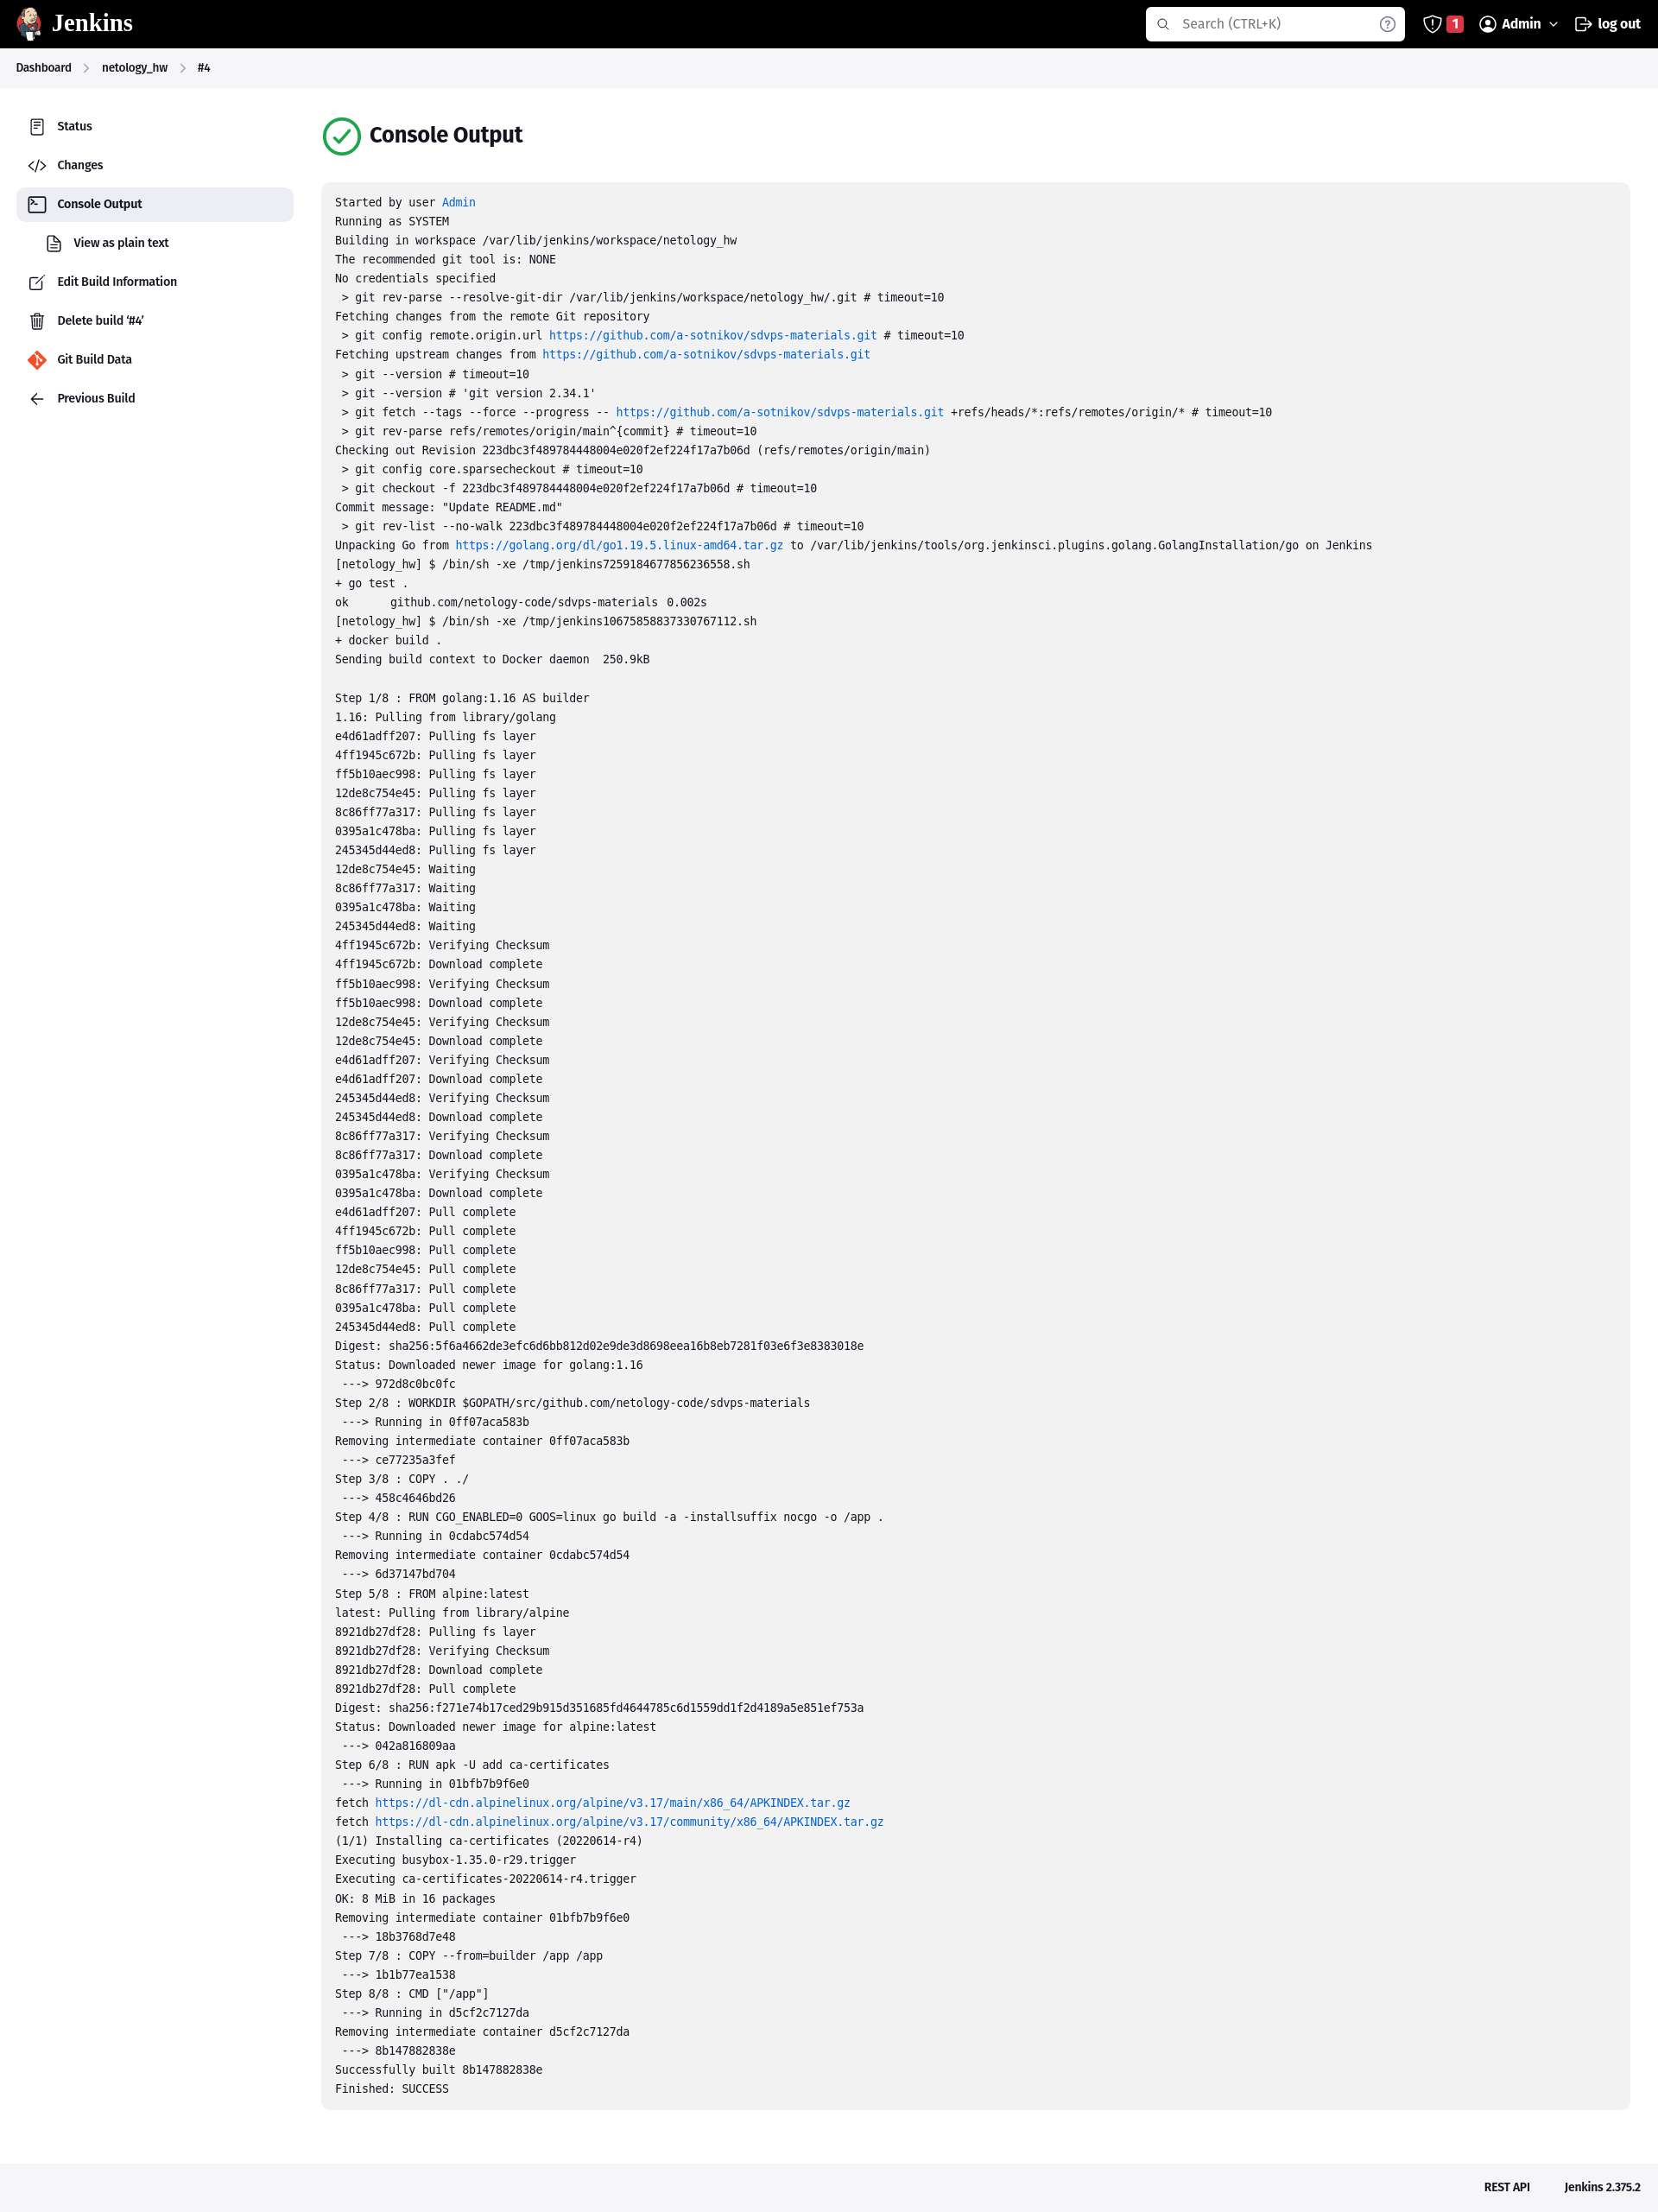 Jenkins
Search (CTRL+K)
1
Admin
log out
Dashboard
netology_hw
#4
Status
Changes
Console Output
View as plain text
Edit Build Information
Delete build ‘#4’
Git Build Data
Previous Build
Console Output
Started by user Admin
Running as SYSTEM
Building in workspace /var/lib/jenkins/workspace/netology_hw
The recommended git tool is: NONE
No credentials specified
 > git rev-parse --resolve-git-dir /var/lib/jenkins/workspace/netology_hw/.git # timeout=10
Fetching changes from the remote Git repository
 > git config remote.origin.url https://github.com/a-sotnikov/sdvps-materials.git # timeout=10
Fetching upstream changes from https://github.com/a-sotnikov/sdvps-materials.git
 > git --version # timeout=10
 > git --version # 'git version 2.34.1'
 > git fetch --tags --force --progress -- https://github.com/a-sotnikov/sdvps-materials.git +refs/heads/*:refs/remotes/origin/* # timeout=10
 > git rev-parse refs/remotes/origin/main^{commit} # timeout=10
Checking out Revision 223dbc3f489784448004e020f2ef224f17a7b06d (refs/remotes/origin/main)
 > git config core.sparsecheckout # timeout=10
 > git checkout -f 223dbc3f489784448004e020f2ef224f17a7b06d # timeout=10
Commit message: "Update README.md"
 > git rev-list --no-walk 223dbc3f489784448004e020f2ef224f17a7b06d # timeout=10
Unpacking Go from https://golang.org/dl/go1.19.5.linux-amd64.tar.gz to /var/lib/jenkins/tools/org.jenkinsci.plugins.golang.GolangInstallation/go on Jenkins
[netology_hw] $ /bin/sh -xe /tmp/jenkins7259184677856236558.sh
+ go test .
ok  	github.com/netology-code/sdvps-materials	0.002s
[netology_hw] $ /bin/sh -xe /tmp/jenkins10675858837330767112.sh
+ docker build .
Sending build context to Docker daemon  250.9kB
Step 1/8 : FROM golang:1.16 AS builder
1.16: Pulling from library/golang
e4d61adff207: Pulling fs layer
4ff1945c672b: Pulling fs layer
ff5b10aec998: Pulling fs layer
12de8c754e45: Pulling fs layer
8c86ff77a317: Pulling fs layer
0395a1c478ba: Pulling fs layer
245345d44ed8: Pulling fs layer
12de8c754e45: Waiting
8c86ff77a317: Waiting
0395a1c478ba: Waiting
245345d44ed8: Waiting
4ff1945c672b: Verifying Checksum
4ff1945c672b: Download complete
ff5b10aec998: Verifying Checksum
ff5b10aec998: Download complete
12de8c754e45: Verifying Checksum
12de8c754e45: Download complete
e4d61adff207: Verifying Checksum
e4d61adff207: Download complete
245345d44ed8: Verifying Checksum
245345d44ed8: Download complete
8c86ff77a317: Verifying Checksum
8c86ff77a317: Download complete
0395a1c478ba: Verifying Checksum
0395a1c478ba: Download complete
e4d61adff207: Pull complete
4ff1945c672b: Pull complete
ff5b10aec998: Pull complete
12de8c754e45: Pull complete
8c86ff77a317: Pull complete
0395a1c478ba: Pull complete
245345d44ed8: Pull complete
Digest: sha256:5f6a4662de3efc6d6bb812d02e9de3d8698eea16b8eb7281f03e6f3e8383018e
Status: Downloaded newer image for golang:1.16
 ---> 972d8c0bc0fc
Step 2/8 : WORKDIR $GOPATH/src/github.com/netology-code/sdvps-materials
 ---> Running in 0ff07aca583b
Removing intermediate container 0ff07aca583b
 ---> ce77235a3fef
Step 3/8 : COPY . ./
 ---> 458c4646bd26
Step 4/8 : RUN CGO_ENABLED=0 GOOS=linux go build -a -installsuffix nocgo -o /app .
 ---> Running in 0cdabc574d54
Removing intermediate container 0cdabc574d54
 ---> 6d37147bd704
Step 5/8 : FROM alpine:latest
latest: Pulling from library/alpine
8921db27df28: Pulling fs layer
8921db27df28: Verifying Checksum
8921db27df28: Download complete
8921db27df28: Pull complete
Digest: sha256:f271e74b17ced29b915d351685fd4644785c6d1559dd1f2d4189a5e851ef753a
Status: Downloaded newer image for alpine:latest
 ---> 042a816809aa
Step 6/8 : RUN apk -U add ca-certificates
 ---> Running in 01bfb7b9f6e0
fetch https://dl-cdn.alpinelinux.org/alpine/v3.17/main/x86_64/APKINDEX.tar.gz
fetch https://dl-cdn.alpinelinux.org/alpine/v3.17/community/x86_64/APKINDEX.tar.gz
(1/1) Installing ca-certificates (20220614-r4)
Executing busybox-1.35.0-r29.trigger
Executing ca-certificates-20220614-r4.trigger
OK: 8 MiB in 16 packages
Removing intermediate container 01bfb7b9f6e0
 ---> 18b3768d7e48
Step 7/8 : COPY --from=builder /app /app
 ---> 1b1b77ea1538
Step 8/8 : CMD ["/app"]
 ---> Running in d5cf2c7127da
Removing intermediate container d5cf2c7127da
 ---> 8b147882838e
Successfully built 8b147882838e
Finished: SUCCESS
REST API
Jenkins 2.375.2